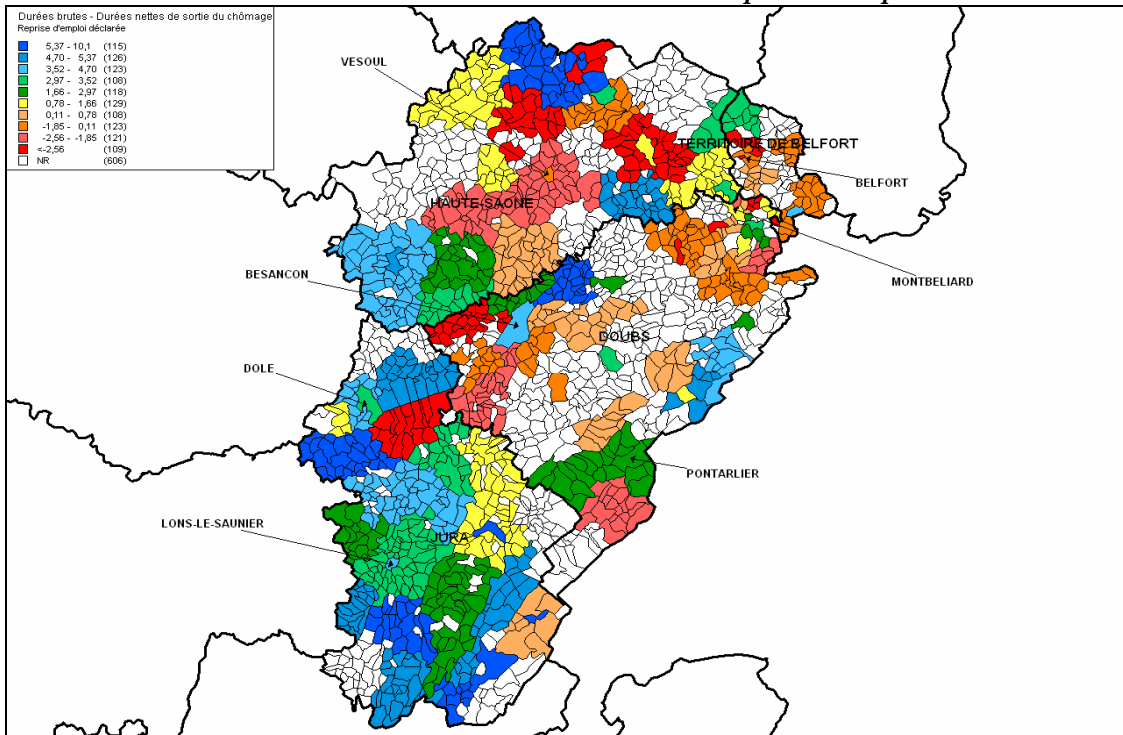 Durées brutes - Durées nettes de sortie du chômage
Reprise d'emploi déclarée
5,37 - 10,1 (115)
4,70 - 5,37 (126)
3,52 - 4,70 (123)
2,97 - 3,52 (108)
1,66 - 2,97 (118)
0,78 - 1,66 (129)
0,11 - 0,78 (108)
-1,85 - 0,11 (123)
-2,56 - -1,85 (121)
<-2,56 (109)
NR (606)
VESOUL
TERRITOIRE DE BELFORT
BELFORT
HAUTE-SAONE
BESANCON
MONTBELIARD
DOUBS
DOLE
PONTARLIER
LONS-LE-SAUNIER
JURA